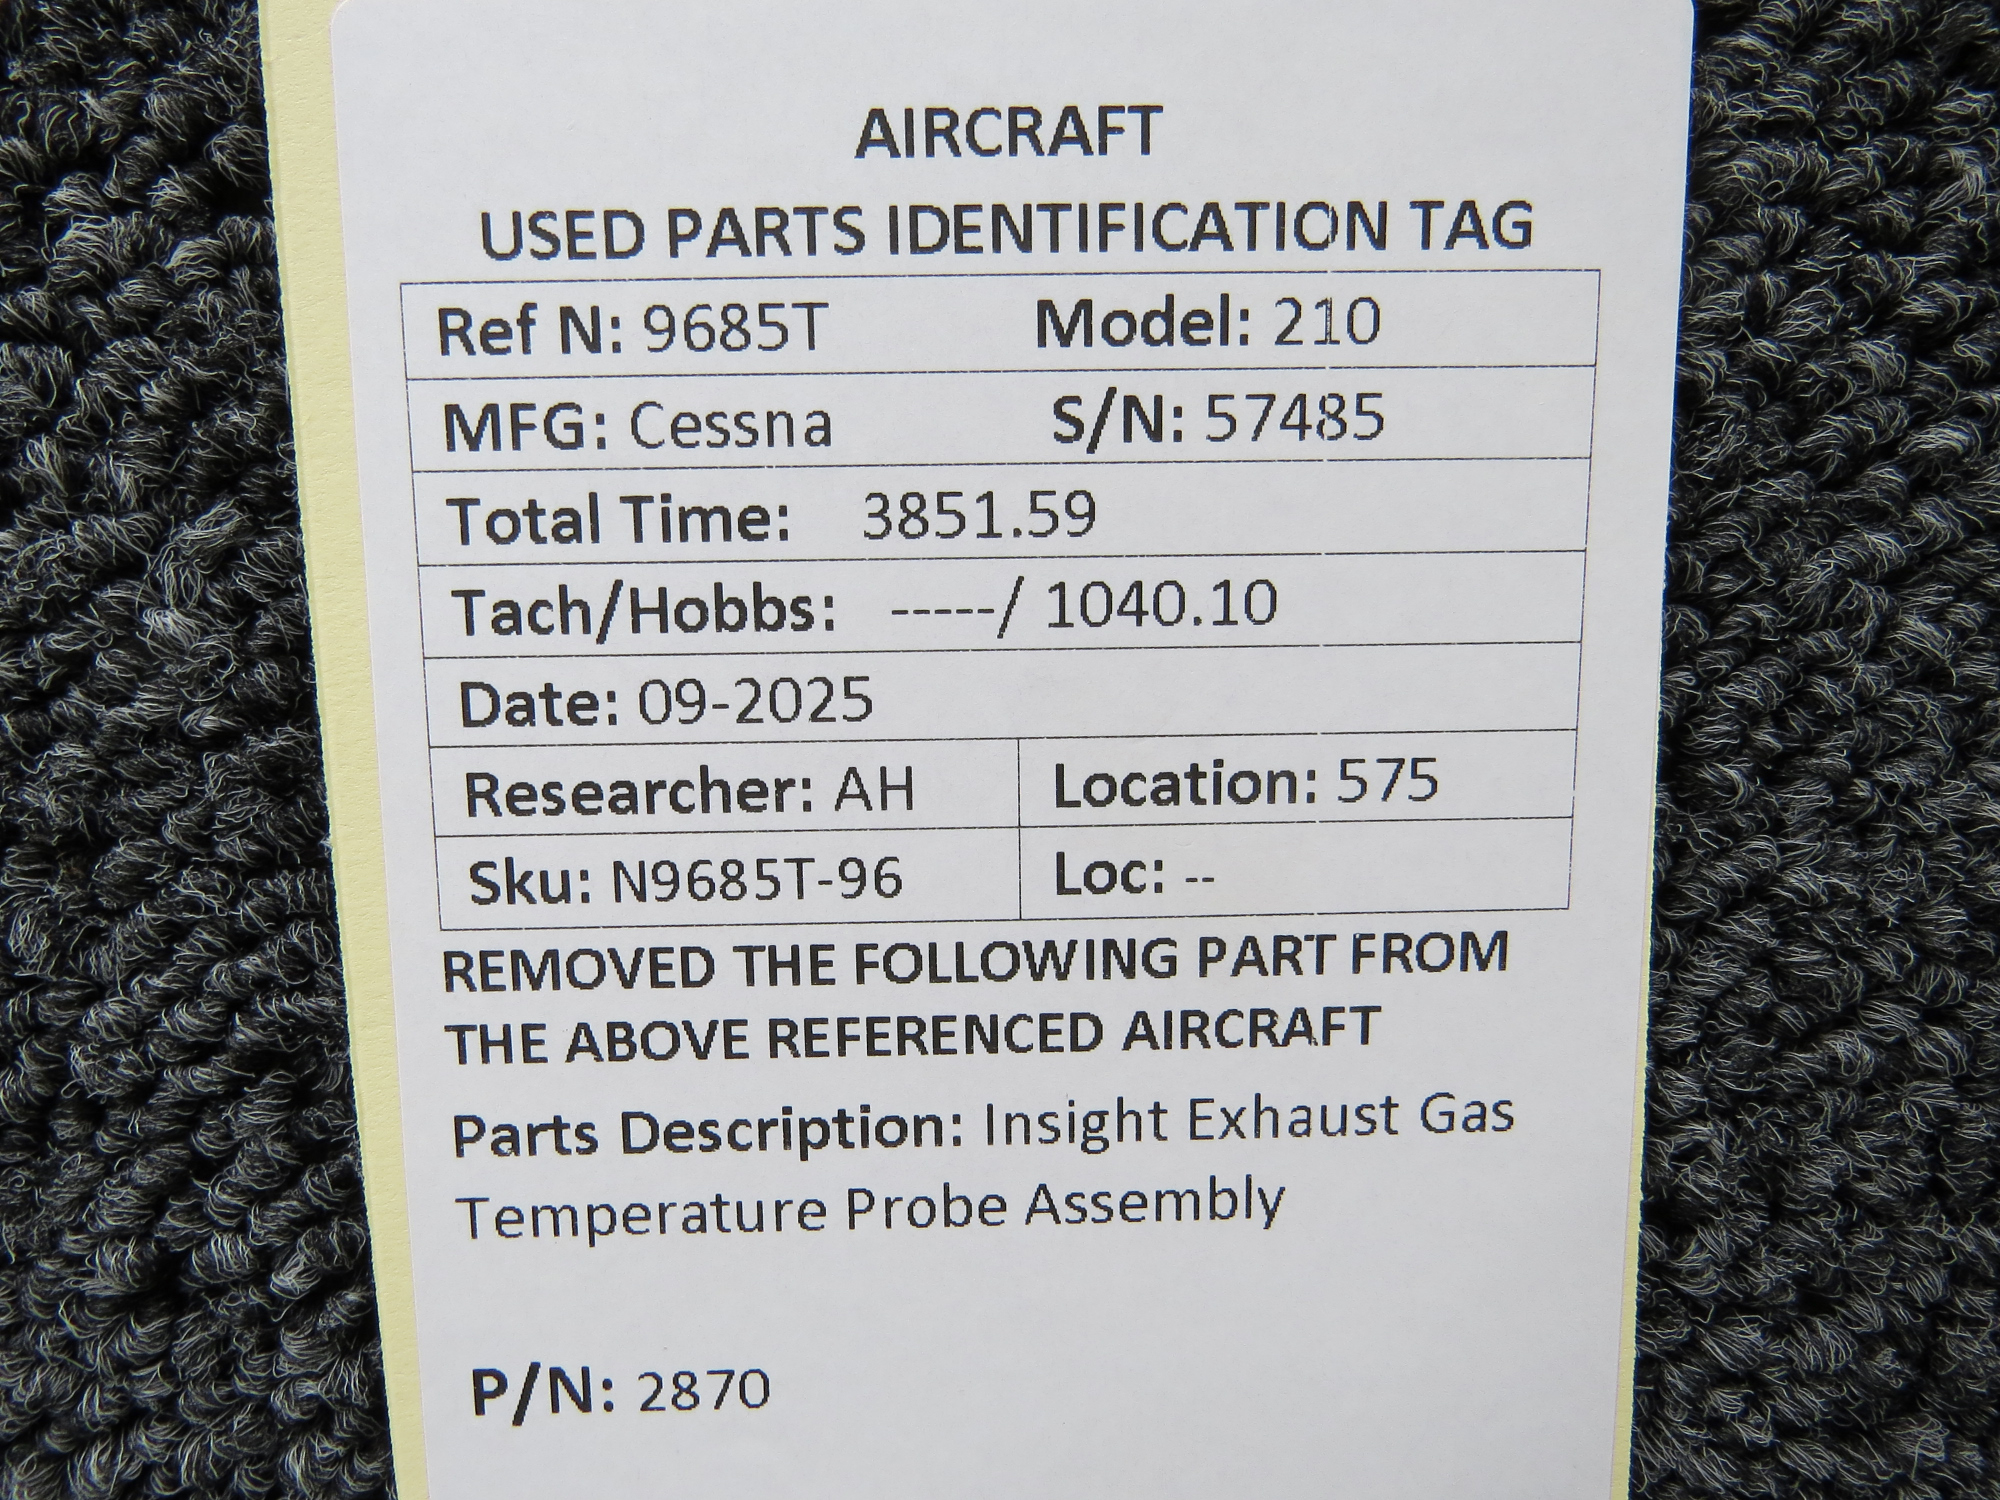 AIRCRAFT
USED PARTS IDENTIFICATION TAG
Ref N: 9685T Model: 210
MFG: Cessna S/N: 57485
Total Time: 3851.59
Tach/Hobbs: -----/ 1040.10
Date: 09-2025
Researcher: AH Location: 575
Sku: N9685T-96 Loc: --
REMOVED THE FOLLOWING PART FROM
THE ABOVE REFERENCED AIRCRAFT
Parts Description: Insight Exhaust Gas
Temperature Probe Assembly
P/N: 2870